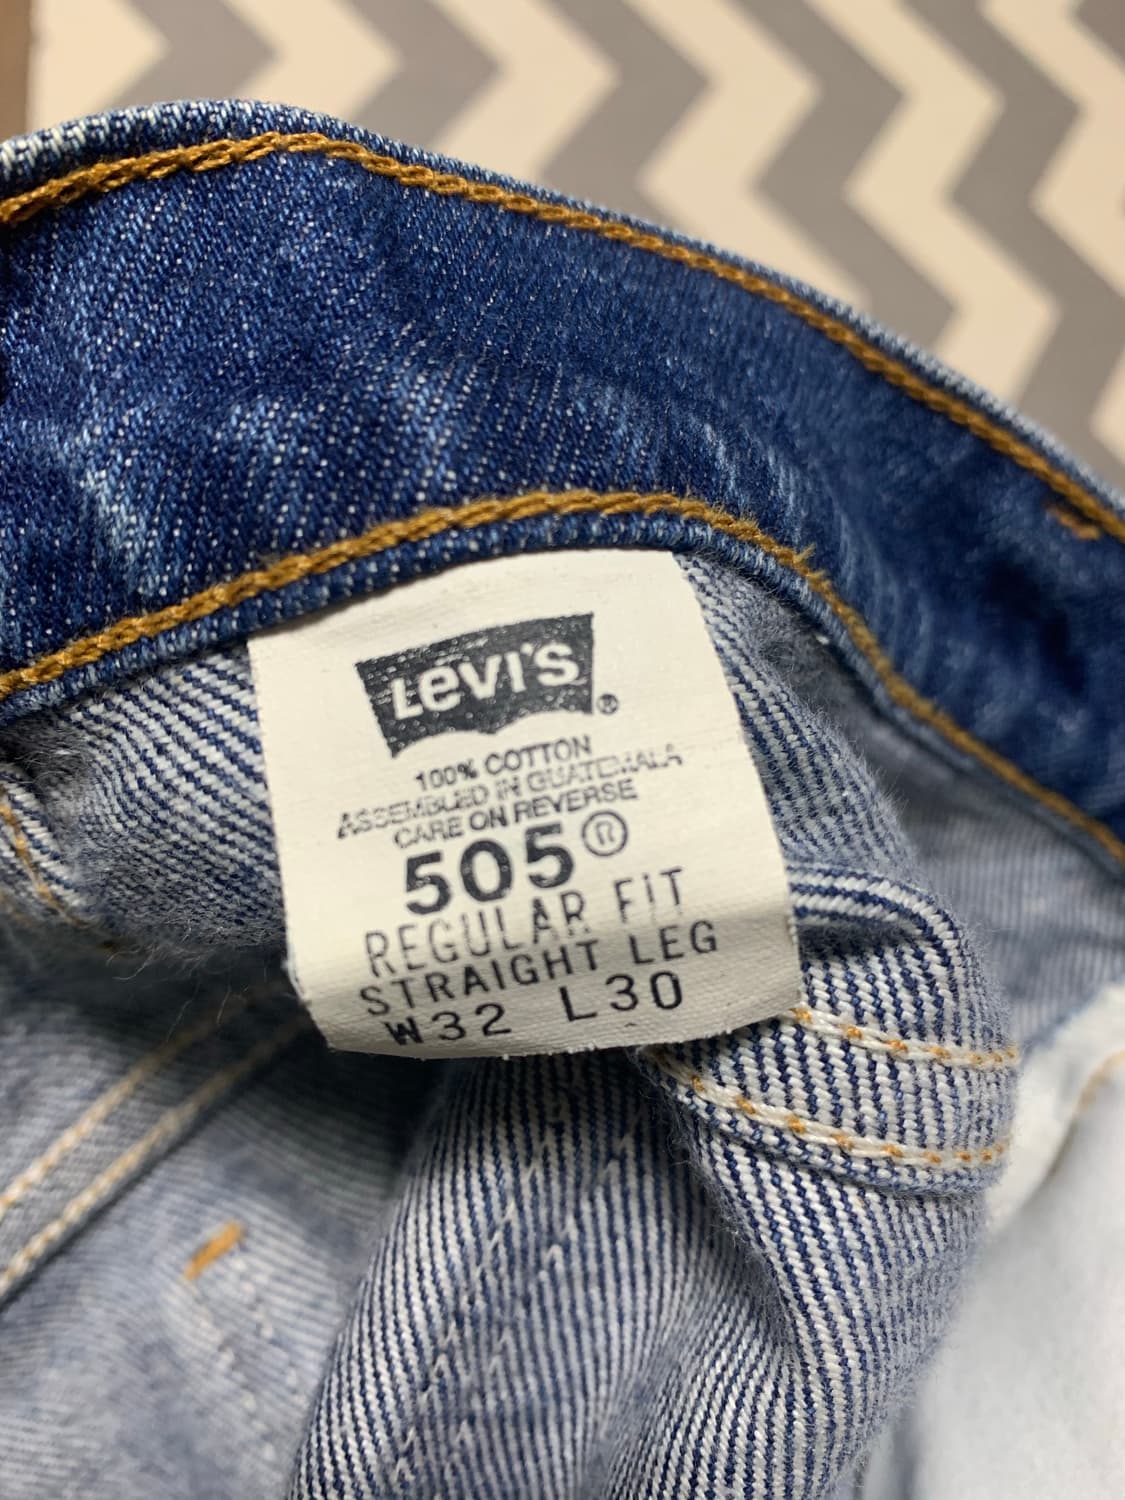 LEVI'S®
100% COTTON
ASSEMBLED IN GUATEMALA
CARE ON REVERSE
505®
REGULAR FIT
STRAIGHT LEG
W32 L30